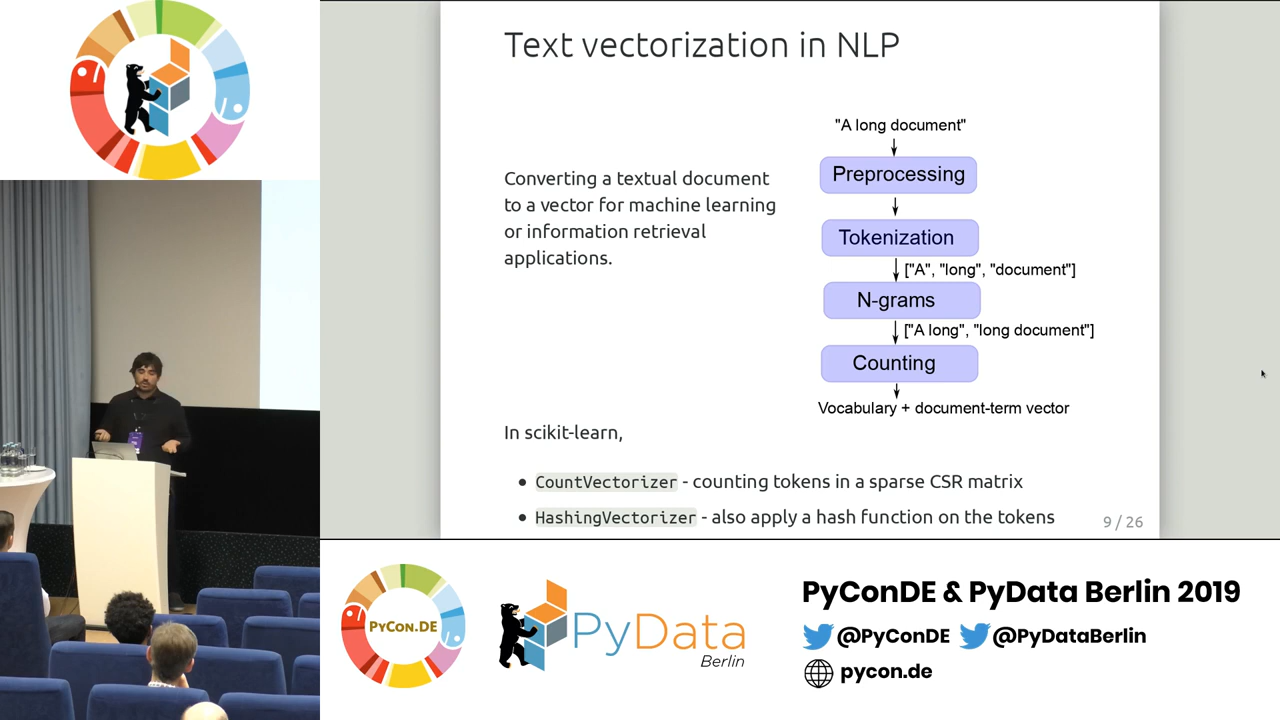 Text vectorization in NLP
Converting a textual document
to a vector for machine learning
or information retrieval
applications.
"A long document"
Preprocessing
Tokenization
["A", "long", "document"]
N-grams
["A long", "long document"]
Counting
Vocabulary + document-term vector
In scikit-learn,
• CountVectorizer - counting tokens in a sparse CSR matrix
• HashingVectorizer - also apply a hash function on the tokens
9 / 26
PyCon.DE
PyData
Berlin
PyConDE & PyData Berlin 2019
@PyConDE @PyDataBerlin
pycon.de